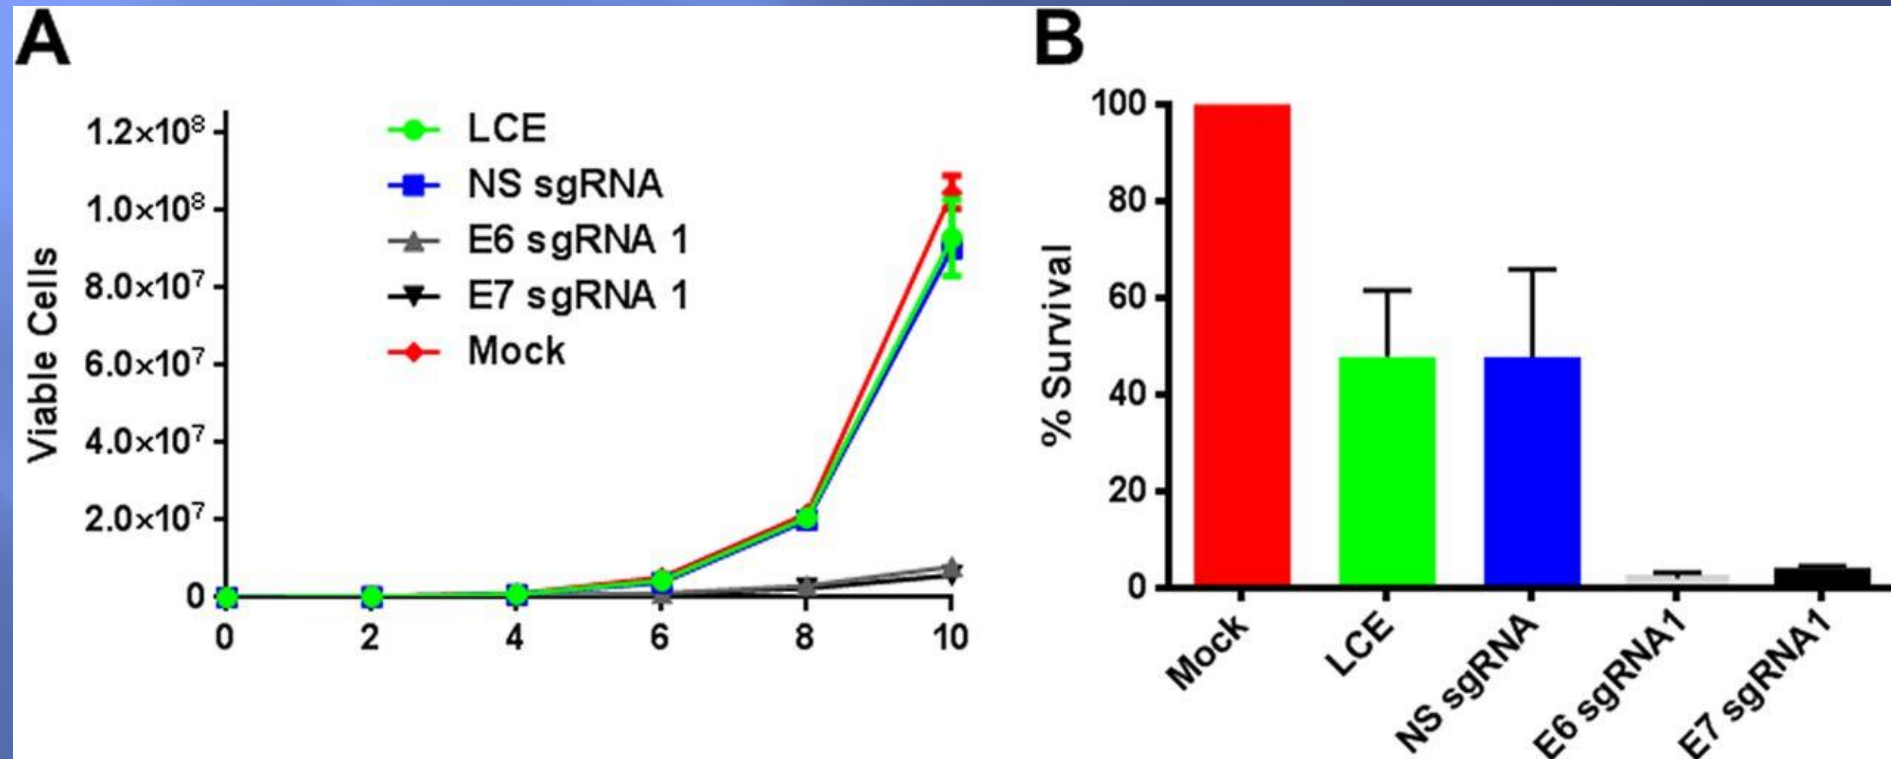 A
Viable Cells
1.2×10⁸
1.0×10⁸
8.0×10⁷
6.0×10⁷
4.0×10⁷
2.0×10⁷
0
0 2 4 6 8 10
LCE
NS sgRNA
E6 sgRNA 1
E7 sgRNA 1
Mock
B
% Survival
100
80
60
40
20
0
Mock
LCE
NS sgRNA
E6 sgRNA1
E7 sgRNA1